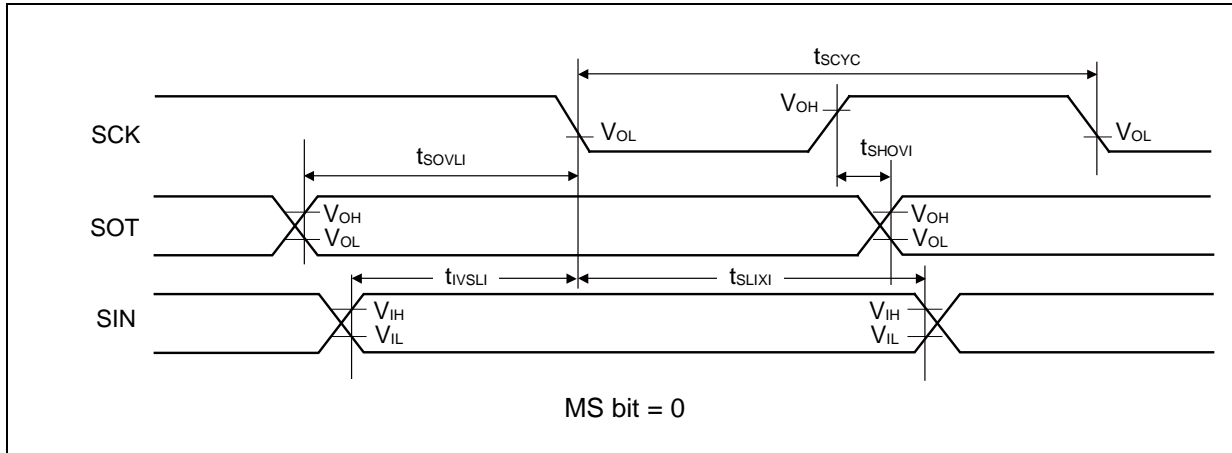 tSCYC
VOH
SCK
VOL
VOL
tSOVLI
tSHOVI
VOH
VOH
SOT
VOL
VOL
tIVSLI
tSLIXI
VIH
VIH
SIN
VIL
VIL
MS bit = 0